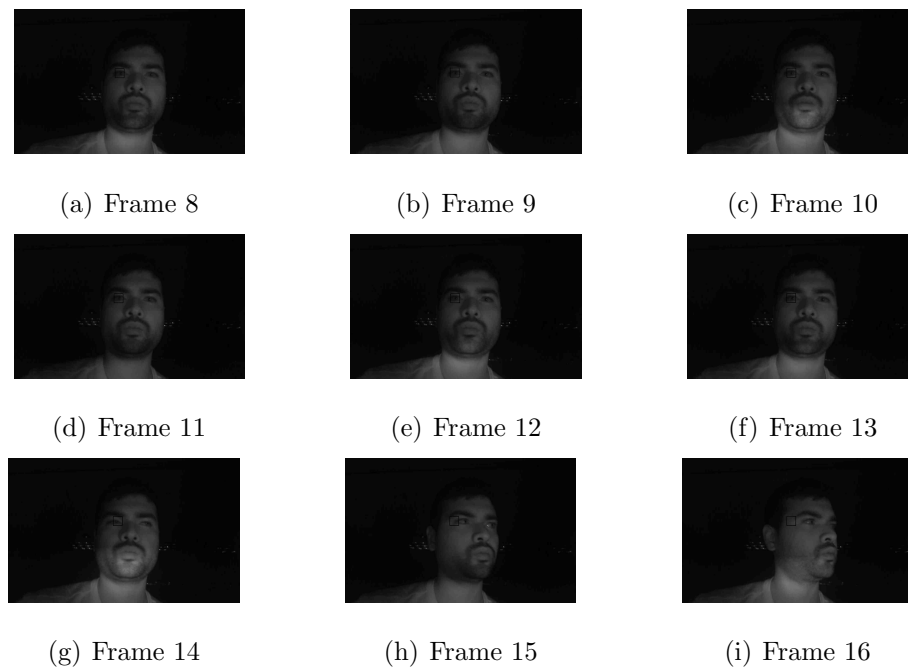 (a) Frame 8
(b) Frame 9
(c) Frame 10
(d) Frame 11
(e) Frame 12
(f) Frame 13
(g) Frame 14
(h) Frame 15
(i) Frame 16